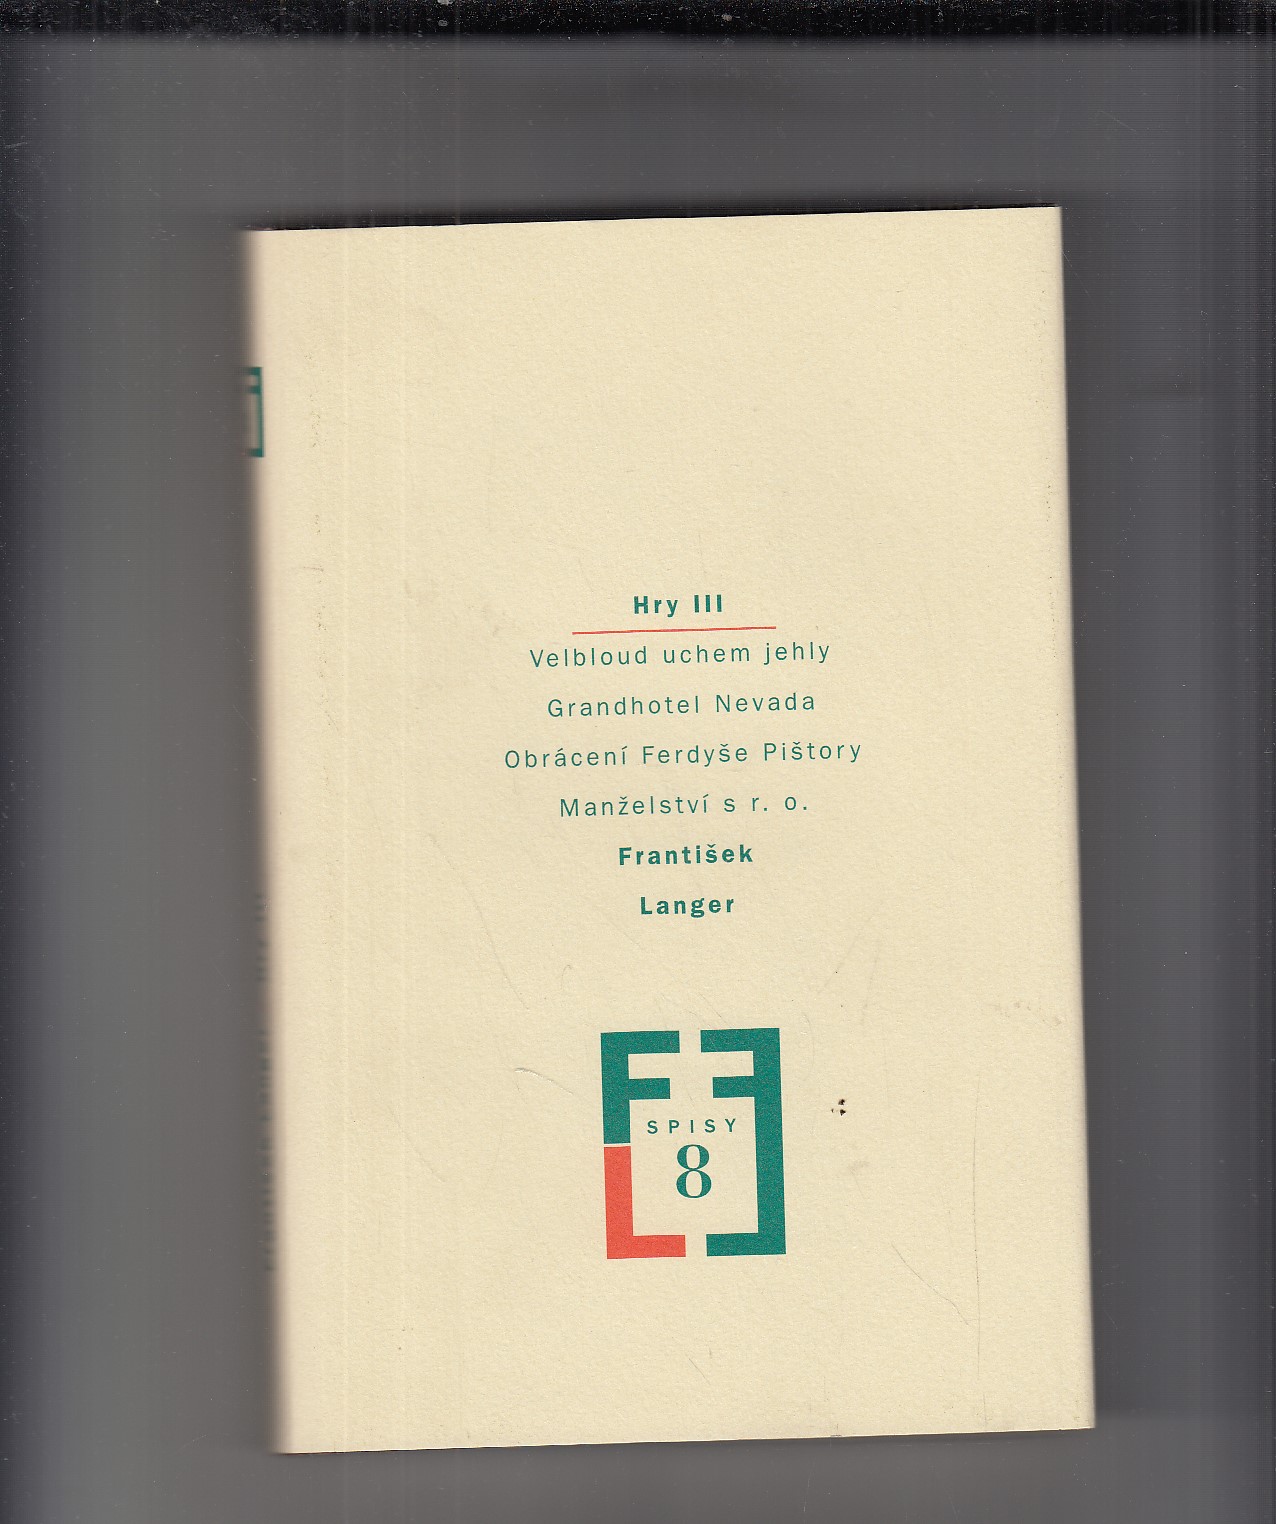 Hry III
Velbloud uchem jehly
Grandhotel Nevada
Obrácení Ferdyše Pištory
Manželství s r. o.
František
Langer
SPISY
8